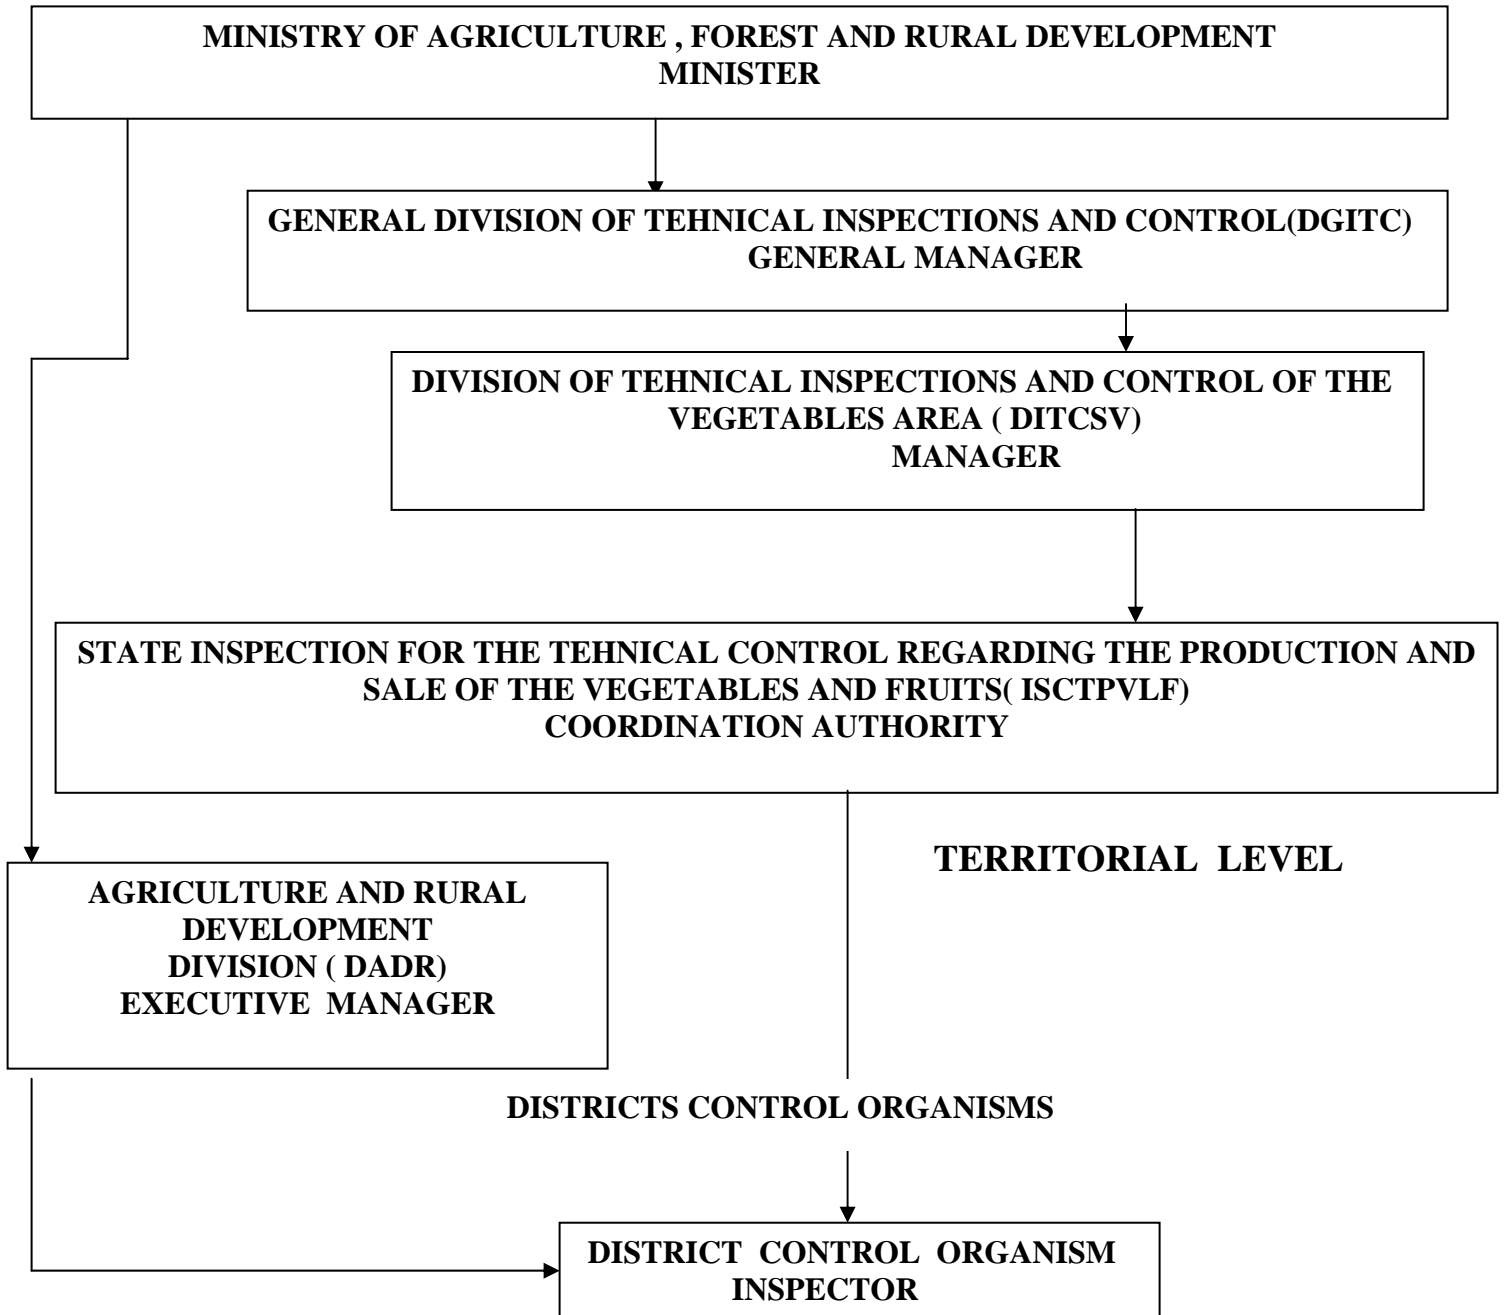 MINISTRY OF AGRICULTURE , FOREST AND RURAL DEVELOPMENT
MINISTER
GENERAL DIVISION OF TEHNICAL INSPECTIONS AND CONTROL(DGITC)
GENERAL MANAGER
DIVISION OF TEHNICAL INSPECTIONS AND CONTROL OF THE
VEGETABLES AREA ( DITCSV)
MANAGER
STATE INSPECTION FOR THE TEHNICAL CONTROL REGARDING THE PRODUCTION AND
SALE OF THE VEGETABLES AND FRUITS( ISCTPVLF)
COORDINATION AUTHORITY
TERRITORIAL LEVEL
AGRICULTURE AND RURAL
DEVELOPMENT
DIVISION ( DADR)
EXECUTIVE MANAGER
DISTRICTS CONTROL ORGANISMS
DISTRICT CONTROL ORGANISM
INSPECTOR